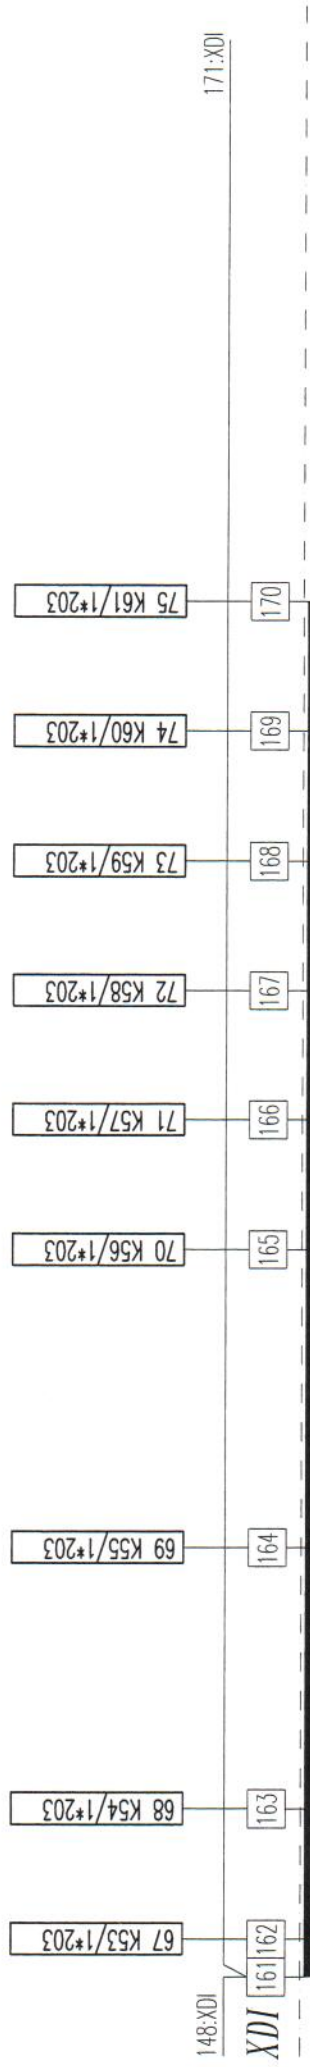 171:XDI
75 K61/1*203
170
74 K60/1*203
169
73 K59/1*203
168
72 K58/1*203
167
71 K57/1*203
166
70 K56/1*203
165
69 K55/1*203
164
68 K54/1*203
163
67 K53/1*203
162
161
148:XDI
XDI